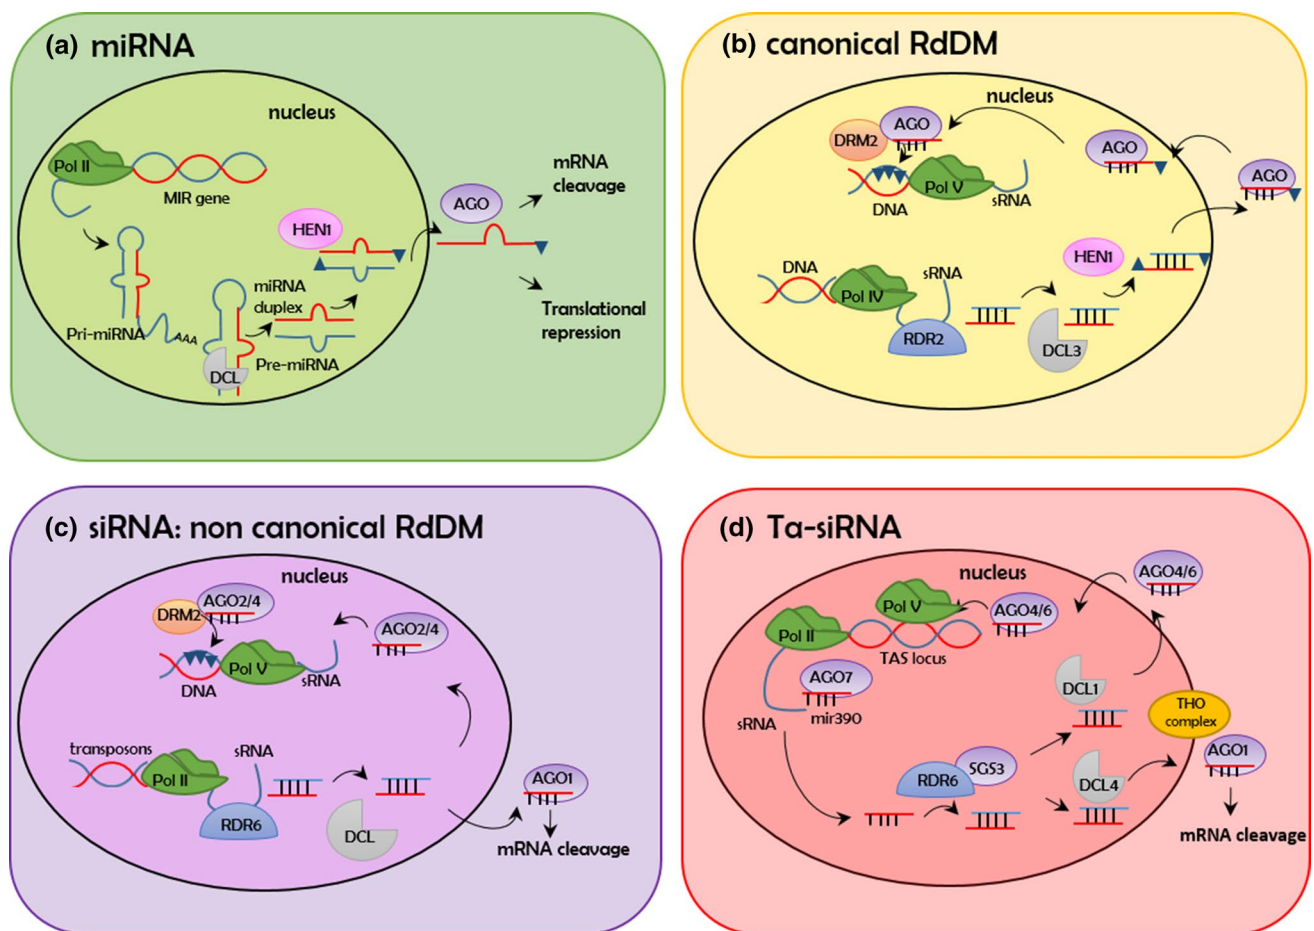 (a) miRNA
nucleus
Pol II
MIR gene
mRNA
cleavage
AGO
HEN1
miRNA
duplex
Pri-miRNA
AAA
Pre-miRNA
DCL
Translational
repression
(b) canonical RdDM
nucleus
AGO
DRM2
AGO
AGO
Pol V
sRNA
DNA
HEN1
DNA
sRNA
Pol IV
RDR2
DCL3
(c) siRNA: non canonical RdDM
nucleus
AGO2/4
DRM2
AGO2/4
Pol V
sRNA
DNA
transposons
sRNA
Pol II
AGO1
RDR6
DCL
mRNA cleavage
(d) Ta-siRNA
nucleus
AGO4/6
Pol V
AGO4/6
Pol II
TAS locus
AGO7
DCL1
mir390
sRNA
THO
complex
AGO1
SGS3
RDR6
DCL4
mRNA cleavage